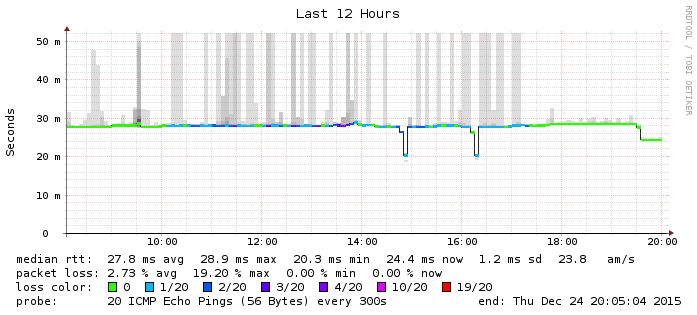 Last 12 Hours
RRDTOOL / TOBI OETIKER
Seconds
50 m
40 m
30 m
20 m
10 m
0
10:00 12:00 14:00 16:00 18:00 20:00
median rtt: 27.8 ms avg 28.9 ms max 20.3 ms min 24.4 ms now 1.2 ms sd 23.8 am/s
packet loss: 2.73 % avg 19.20 % max 0.00 % min 0.00 % now
loss color: 0 1/20 2/20 3/20 4/20 10/20 19/20
probe: 20 ICMP Echo Pings (56 Bytes) every 300s end: Thu Dec 24 20:05:04 2015